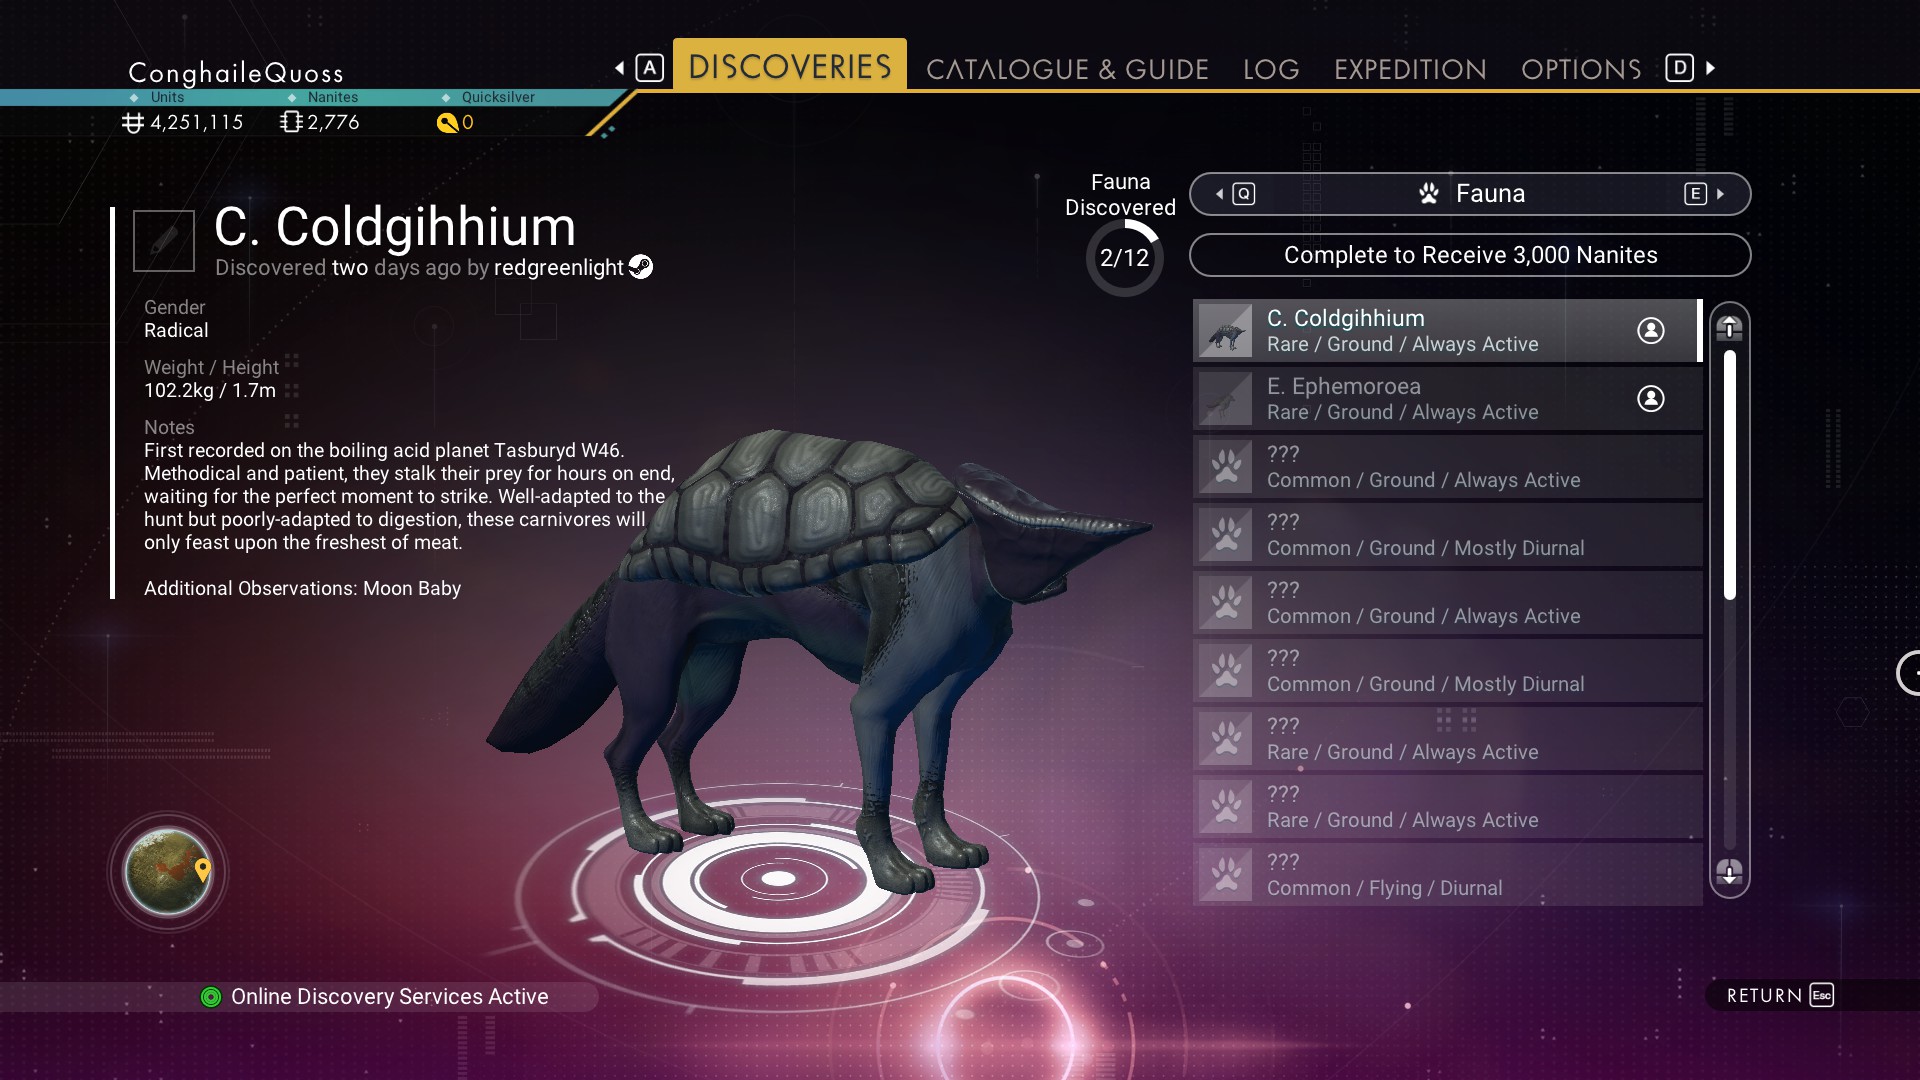 ConghaileQuoss
A DISCOVERIES CATALOGUE & GUIDE LOG EXPEDITION OPTIONS D
Units Nanites Quicksilver
4,251,115 2,776 0
C. Coldgihhium
Discovered two days ago by redgreenlight
Gender
Radical
Weight / Height
102.2kg / 1.7m
Notes
First recorded on the boiling acid planet Tasburyd W46.
Methodical and patient, they stalk their prey for hours on end,
waiting for the perfect moment to strike. Well-adapted to the
hunt but poorly-adapted to digestion, these carnivores will
only feast upon the freshest of meat.
Additional Observations: Moon Baby
Fauna
Discovered
2/12
Q Fauna E
Complete to Receive 3,000 Nanites
C. Coldgihhium
Rare / Ground / Always Active
E. Ephemoroea
Rare / Ground / Always Active
???
Common / Ground / Always Active
???
Common / Ground / Mostly Diurnal
???
Common / Ground / Always Active
???
Common / Ground / Mostly Diurnal
???
Rare / Ground / Always Active
???
Rare / Ground / Always Active
???
Common / Flying / Diurnal
Online Discovery Services Active
RETURN Esc